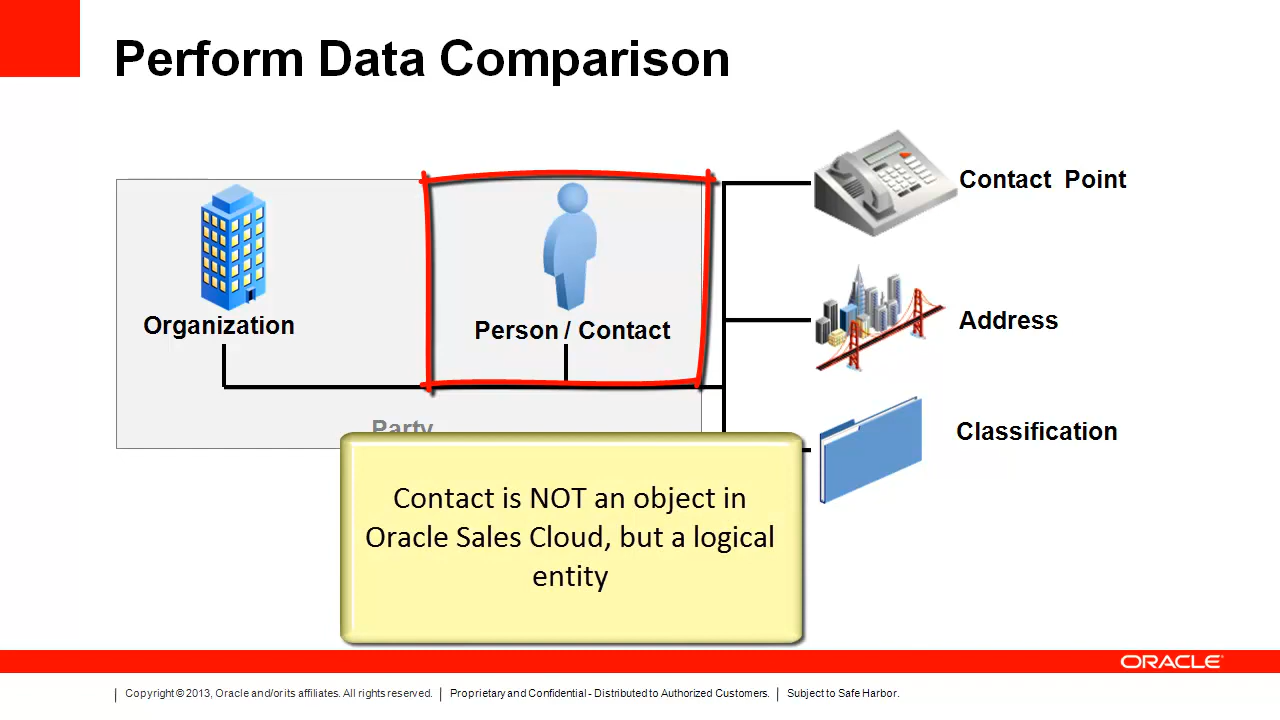 Perform Data Comparison
Contact Point
Organization
Person / Contact
Address
Party
Classification
Contact is NOT an object in
Oracle Sales Cloud, but a logical
entity
ORACLE
Copyright © 2013, Oracle and/orits affiliates. All rights reserved. | Proprietary and Confidential - Distributed to Authorized Customers. | Subject to Safe Harbor.